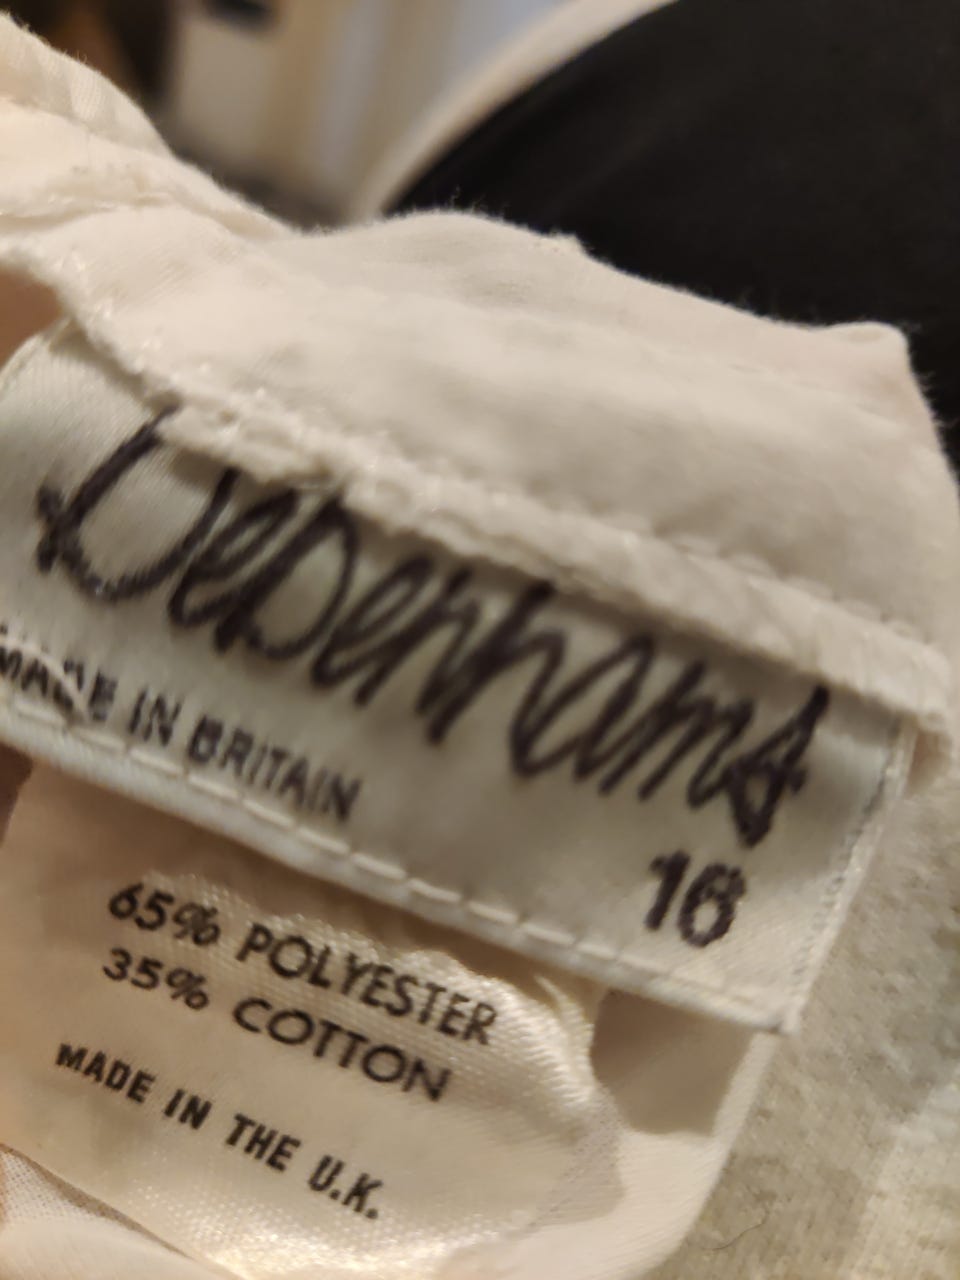 Debenhams
MADE IN BRITAIN
16
65% POLYESTER
35% COTTON
MADE IN THE U.K.